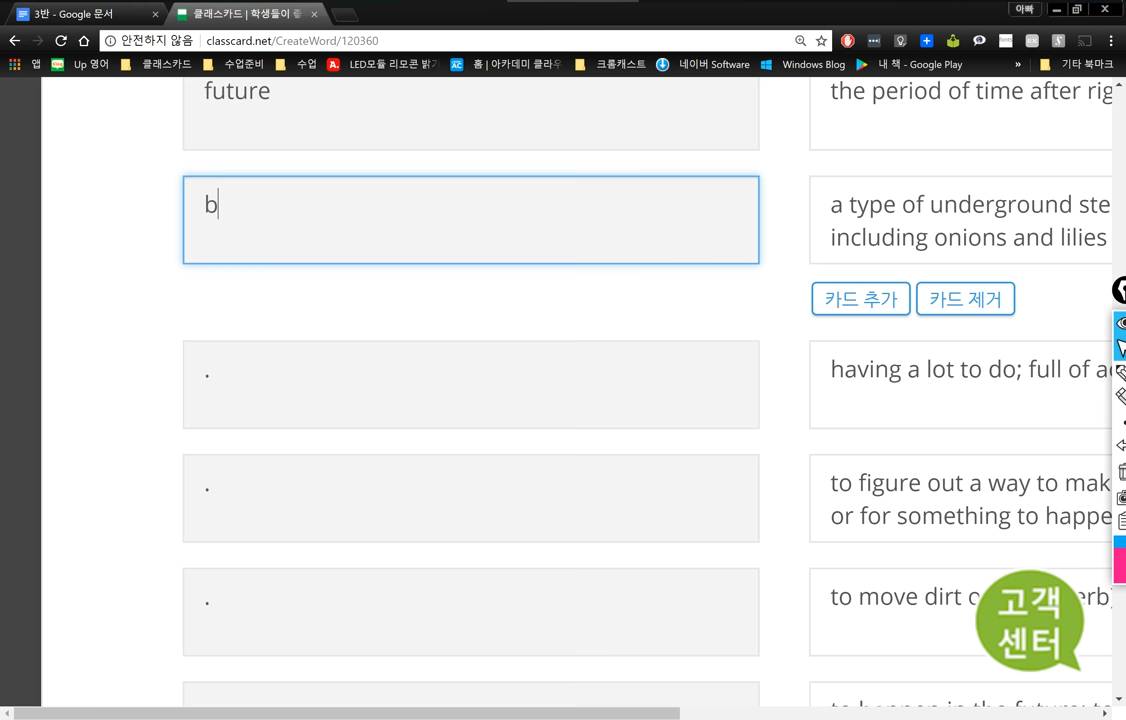 3반 - Google 문서
클래스카드 | 학생들이 좋
아빠
안전하지 않음
classcard.net/CreateWord/120360
앱
Up 영어
클래스카드
수업준비
수업
LED모듈 리모콘 밝기
홈 | 아카데미 클라우
크롬캐스트
네이버 Software
Windows Blog
내 책 - Google Play
»
기타 북마크
future
the period of time after rig
b
a type of underground ste
including onions and lilies
카드 추가
카드 제거
.
having a lot to do; full of ac
.
to figure out a way to mak
or for something to happe
.
to move dirt o
erb)
고객
센터